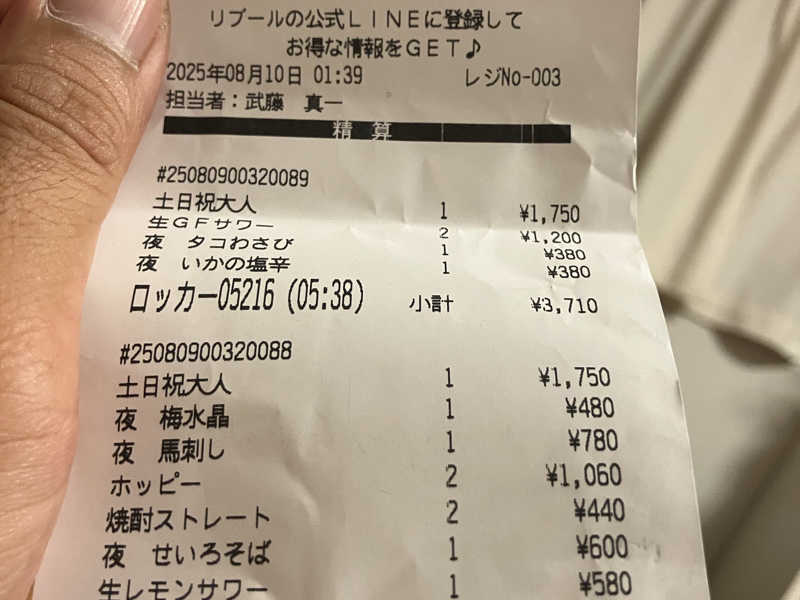 リブールの公式LINEに登録して
お得な情報をGET♪
2025年08月10日 01:39 レジNo-003
担当者:武藤 真一
精 算
#25080900320089
土日祝大人 1 ¥1,750
生GFサワー 2 ¥1,200
夜 タコわさび 1 ¥380
夜 いかの塩辛 1 ¥380
ロッカー05216 (05:38) 小計 ¥3,710
#25080900320088
土日祝大人 1 ¥1,750
夜 梅水晶 1 ¥480
夜 馬刺し 1 ¥780
ホッピー 2 ¥1,060
焼酎ストレート 2 ¥440
夜 せいろそば 1 ¥600
生レモンサワー 1 ¥580